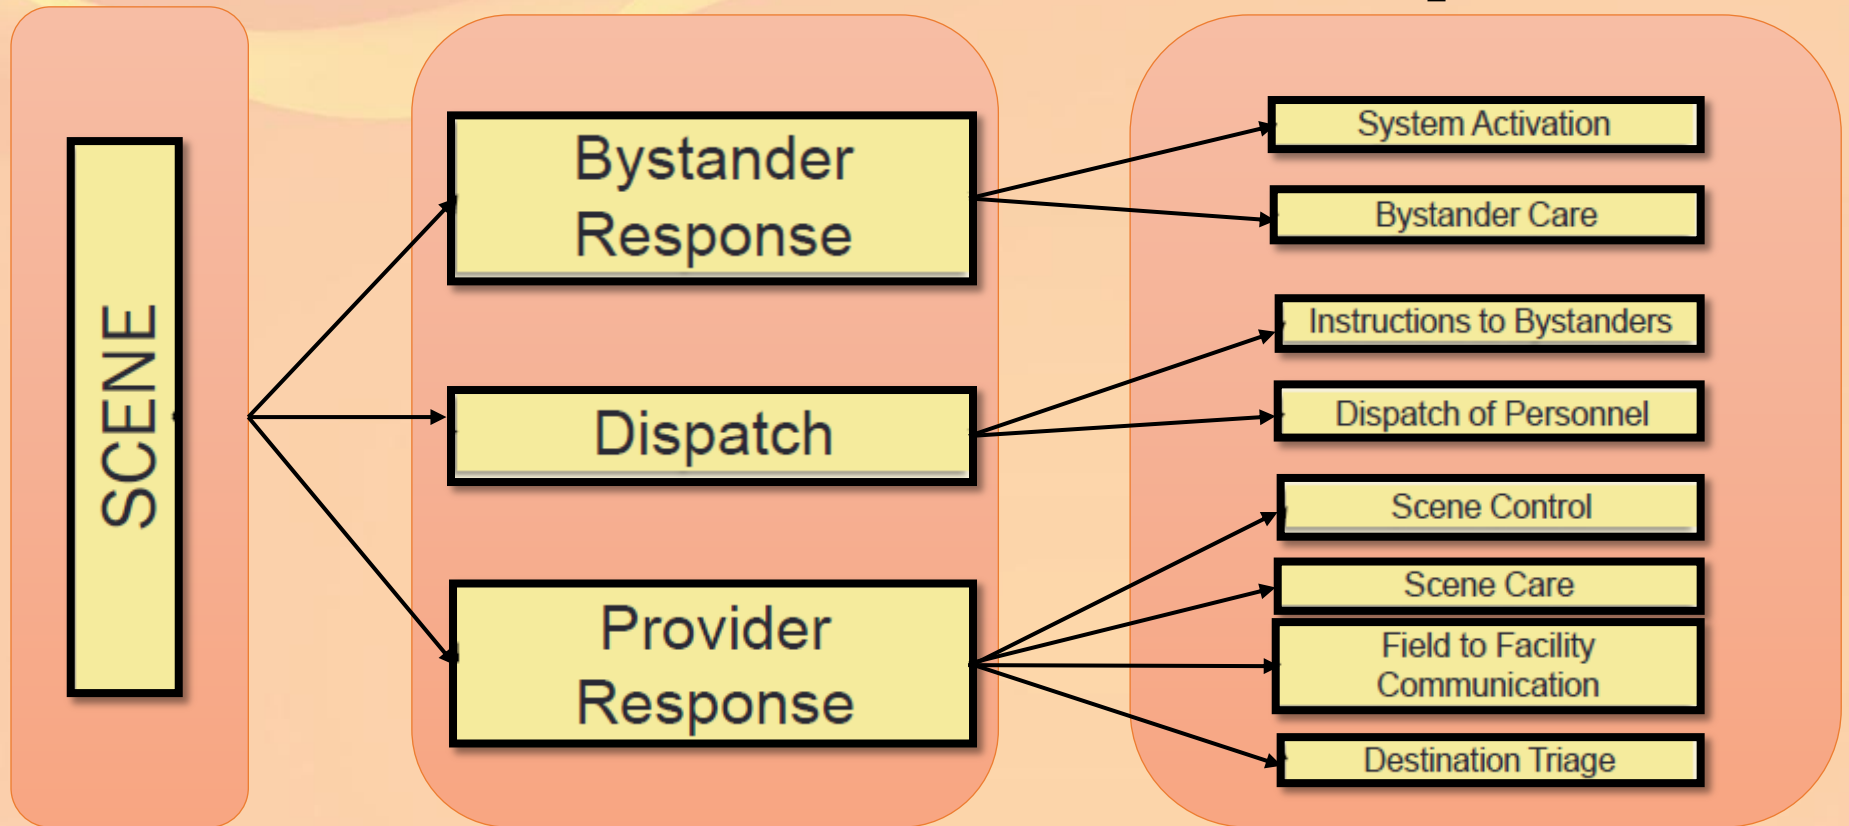 SCENE
Bystander
Response
Dispatch
Provider
Response
System Activation
Bystander Care
Instructions to Bystanders
Dispatch of Personnel
Scene Control
Scene Care
Field to Facility
Communication
Destination Triage